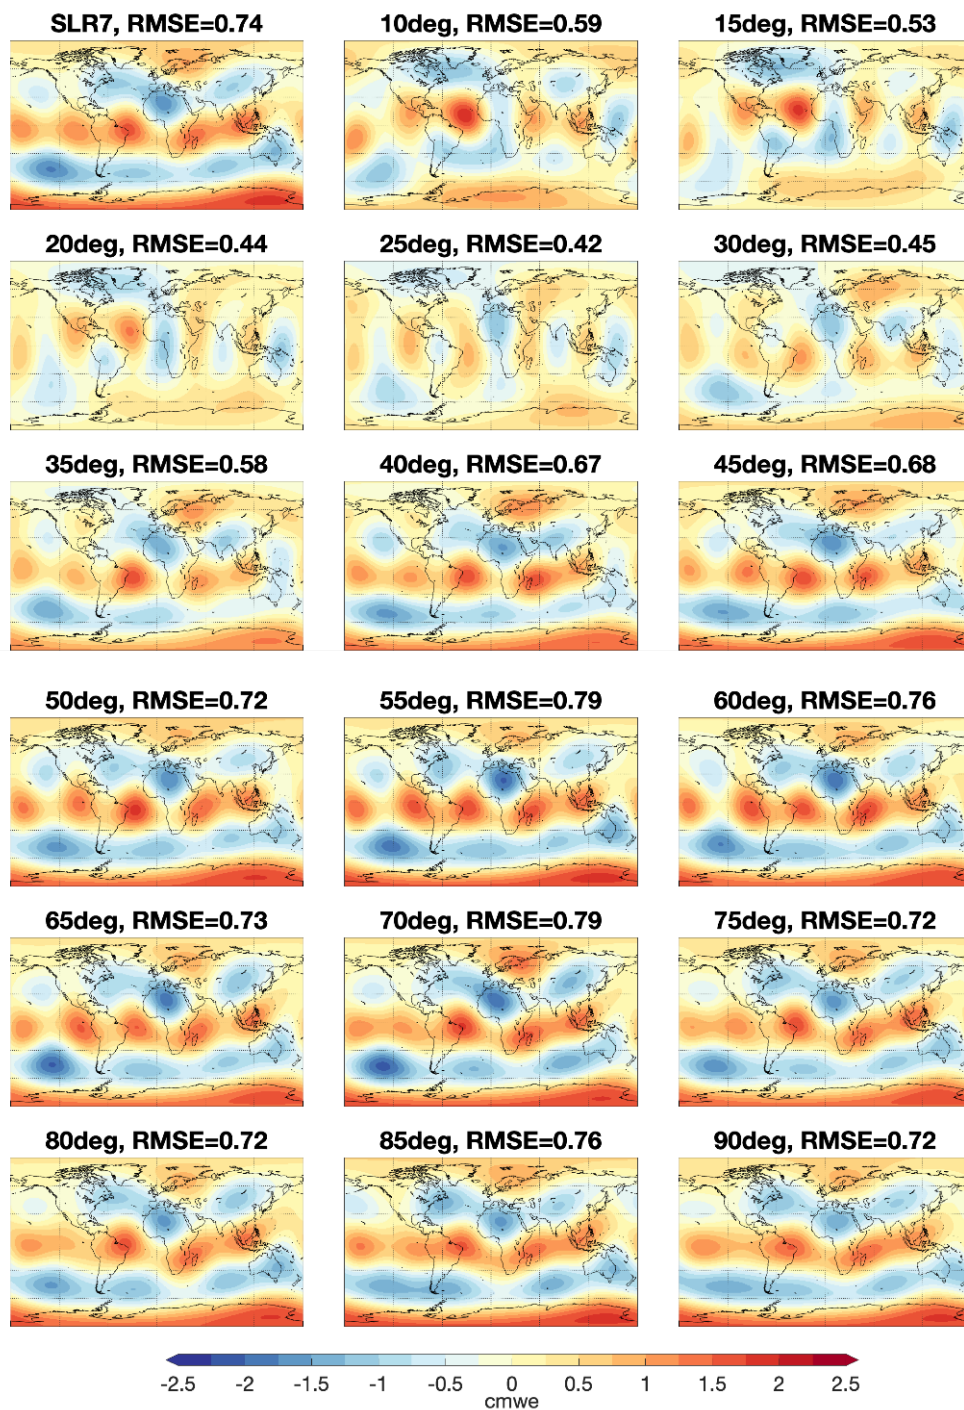 SLR7, RMSE=0.74
10deg, RMSE=0.59
15deg, RMSE=0.53
20deg, RMSE=0.44
25deg, RMSE=0.42
30deg, RMSE=0.45
35deg, RMSE=0.58
40deg, RMSE=0.67
45deg, RMSE=0.68
50deg, RMSE=0.72
55deg, RMSE=0.79
60deg, RMSE=0.76
65deg, RMSE=0.73
70deg, RMSE=0.79
75deg, RMSE=0.72
80deg, RMSE=0.72
85deg, RMSE=0.76
90deg, RMSE=0.72
-2.5 -2 -1.5 -1 -0.5 0 0.5 1 1.5 2 2.5
cmwe